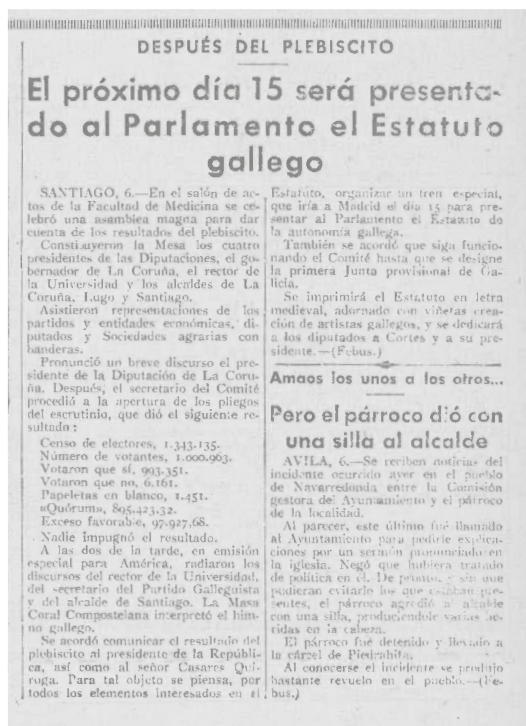 DESPUÉS DEL PLEBISCITO
El próximo día 15 será presenta-
do al Parlamento el Estatuto
gallego
SANTIAGO, 6.—En el salón de ac-
tos de la Facultad de Medicina se ce-
lebró una asamblea magna para dar
cuenta de los resultados del plebiscito.
Constituyeron la Mesa los cuatro
presidentes de las Diputaciones, el go-
bernador de La Coruña, el rector de
la Universidad y los alcaldes de La
Coruña, Lugo y Santiago.
Asistieron representaciones de los
partidos y entidades económicas, di-
putados y Sociedades agrarias con
banderas.
Pronunció un breve discurso el pre-
sidente de la Diputación de La Coru-
ña. Después, el secretario del Comité
procedió a la apertura de los pliegos
del escrutinio, que dió el siguiente re-
sultado:
Censo de electores, 1.343.135.
Número de votantes, 1.000.963.
Votaron que sí, 993.351.
Votaron que no, 6.161.
Papeletas en blanco, 1.451.
«Quórum», 895.423,32.
Exceso favorable, 97.927,68.
Nadie impugnó el resultado.
A las dos de la tarde, en emisión
especial para América, radiaron los
discursos del rector de la Universidad,
del secretario del Partido Galleguista
y del alcalde de Santiago. La Masa
Coral Compostelana interpretó el him-
no gallego.
Se acordó comunicar el resultado del
plebiscito al presidente de la Repúbli-
ca, así como al señor Casares Qui-
roga. Para tal objeto se piensa, por
todos los elementos interesados en el
Estatuto, organizar un tren especial,
que iría a Madrid el día 15 para pre-
sentar al Parlamento el Estatuto de
la autonomía gallega.
También se acordó que siga funcio-
nando el Comité hasta que se designe
la primera Junta provisional de Ga-
licia.
Se imprimirá el Estatuto en letra
medieval, adornado con viñetas crea-
ción de artistas gallegos, y se dedicará
a los diputados a Cortes y a su pre-
sidente.—(Febus.)
Amaos los unos a los otros...
Pero el párroco dió con
una silla al alcalde
AVILA, 6.—Se reciben noticias del
incidente ocurrido ayer en el pueblo
de Navarredonda entre la Comisión
gestora del Ayuntamiento y el párroco
de la localidad.
Al parecer, este último fué llamado
al Ayuntamiento para pedirle explica-
ciones por un sermón pronunciado en
la iglesia. Negó que hubiera tratado
de política en él. De pronto, y sin que
pudieran evitarlo los que estaban pre-
sentes, el párroco agredió al alcalde
con una silla, produciéndole varias he-
ridas en la cabeza.
El párroco fué detenido y llevado a
la cárcel de Piedrahita.
Al conocerse el incidente se produjo
bastante revuelo en el pueblo.—(Fe-
bus.)